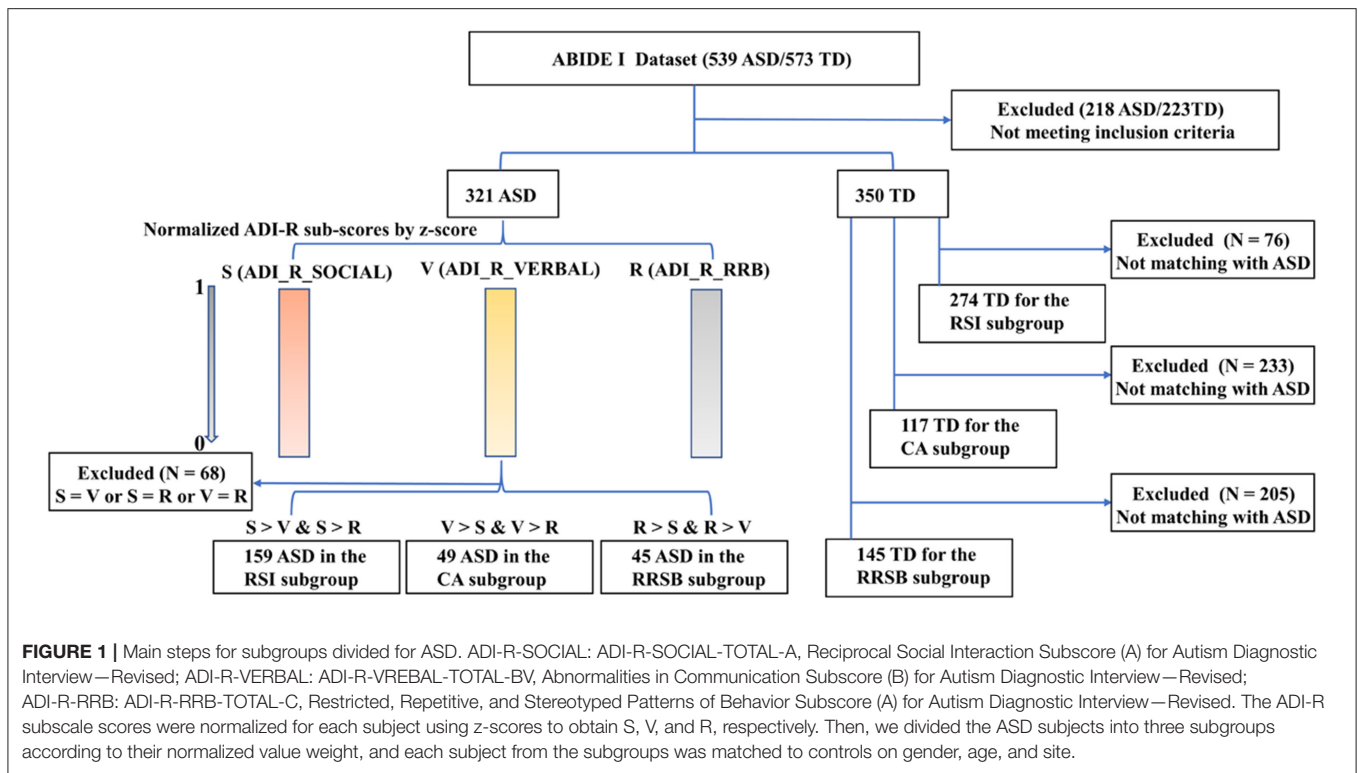 ABIDE I Dataset (539 ASD/573 TD)
Excluded (218 ASD/223TD)
Not meeting inclusion criteria
321 ASD
350 TD
Normalized ADI-R sub-scores by z-score
S (ADI_R_SOCIAL)
V (ADI_R_VERBAL)
R (ADI_R_RRB)
1
0
Excluded (N = 76)
Not matching with ASD
274 TD for the
RSI subgroup
Excluded (N = 233)
Not matching with ASD
117 TD for the
CA subgroup
Excluded (N = 68)
S = V or S = R or V = R
Excluded (N = 205)
Not matching with ASD
S > V & S > R
159 ASD in the
RSI subgroup
V > S & V > R
49 ASD in the
CA subgroup
R > S & R > V
45 ASD in the
RRSB subgroup
145 TD for the
RRSB subgroup
FIGURE 1 | Main steps for subgroups divided for ASD. ADI-R-SOCIAL: ADI-R-SOCIAL-TOTAL-A, Reciprocal Social Interaction Subscore (A) for Autism Diagnostic
Interview—Revised; ADI-R-VERBAL: ADI-R-VREBAL-TOTAL-BV, Abnormalities in Communication Subscore (B) for Autism Diagnostic Interview—Revised;
ADI-R-RRB: ADI-R-RRB-TOTAL-C, Restricted, Repetitive, and Stereotyped Patterns of Behavior Subscore (A) for Autism Diagnostic Interview—Revised. The ADI-R
subscale scores were normalized for each subject using z-scores to obtain S, V, and R, respectively. Then, we divided the ASD subjects into three subgroups
according to their normalized value weight, and each subject from the subgroups was matched to controls on gender, age, and site.